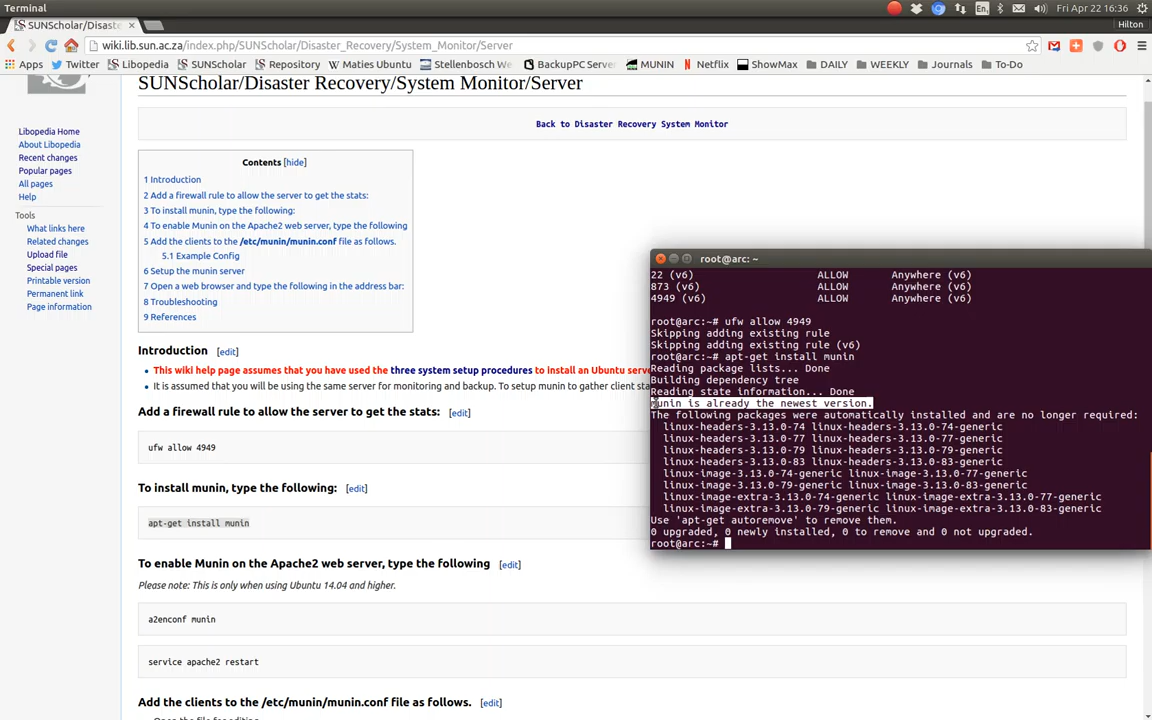 Terminal
En
Fri Apr 22 16:36
SUNScholar/Disast
Hilton
wiki.lib.sun.ac.za/index.php/SUNScholar/Disaster_Recovery/System_Monitor/Server
Apps Twitter Libopedia SUNScholar Repository Maties Ubuntu Stellenbosch Wer BackupPC Server MUNIN Netflix ShowMax DAILY WEEKLY Journals To-Do
SUNScholar/Disaster Recovery/System Monitor/Server
Back to Disaster Recovery System Monitor
Libopedia Home
About Libopedia
Recent changes
Popular pages
All pages
Help
Tools
What links here
Related changes
Upload file
Special pages
Printable version
Permanent link
Page information
Contents [hide]
1 Introduction
2 Add a firewall rule to allow the server to get the stats:
3 To install munin, type the following:
4 To enable Munin on the Apache2 web server, type the following
5 Add the clients to the /etc/munin/munin.conf file as follows.
5.1 Example Config
6 Setup the munin server
7 Open a web browser and type the following in the address bar:
8 Troubleshooting
9 References
Introduction [edit]
This wiki help page assumes that you have used the three system setup procedures to install an Ubuntu serve
It is assumed that you will be using the same server for monitoring and backup. To setup munin to gather client sta
Add a firewall rule to allow the server to get the stats: [edit]
ufw allow 4949
To install munin, type the following: [edit]
apt-get install munin
To enable Munin on the Apache2 web server, type the following [edit]
Please note: This is only when using Ubuntu 14.04 and higher.
a2enconf munin
service apache2 restart
Add the clients to the /etc/munin/munin.conf file as follows. [edit]
Open the file for editing
root@arc: ~
22 (v6) ALLOW Anywhere (v6)
873 (v6) ALLOW Anywhere (v6)
4949 (v6) ALLOW Anywhere (v6)
root@arc:~# ufw allow 4949
Skipping adding existing rule
Skipping adding existing rule (v6)
root@arc:~# apt-get install munin
Reading package lists... Done
Building dependency tree
Reading state information... Done
munin is already the newest version.
The following packages were automatically installed and are no longer required:
linux-headers-3.13.0-74 linux-headers-3.13.0-74-generic
linux-headers-3.13.0-77 linux-headers-3.13.0-77-generic
linux-headers-3.13.0-79 linux-headers-3.13.0-79-generic
linux-headers-3.13.0-83 linux-headers-3.13.0-83-generic
linux-image-3.13.0-74-generic linux-image-3.13.0-77-generic
linux-image-3.13.0-79-generic linux-image-3.13.0-83-generic
linux-image-extra-3.13.0-74-generic linux-image-extra-3.13.0-77-generic
linux-image-extra-3.13.0-79-generic linux-image-extra-3.13.0-83-generic
Use 'apt-get autoremove' to remove them.
0 upgraded, 0 newly installed, 0 to remove and 0 not upgraded.
root@arc:~#